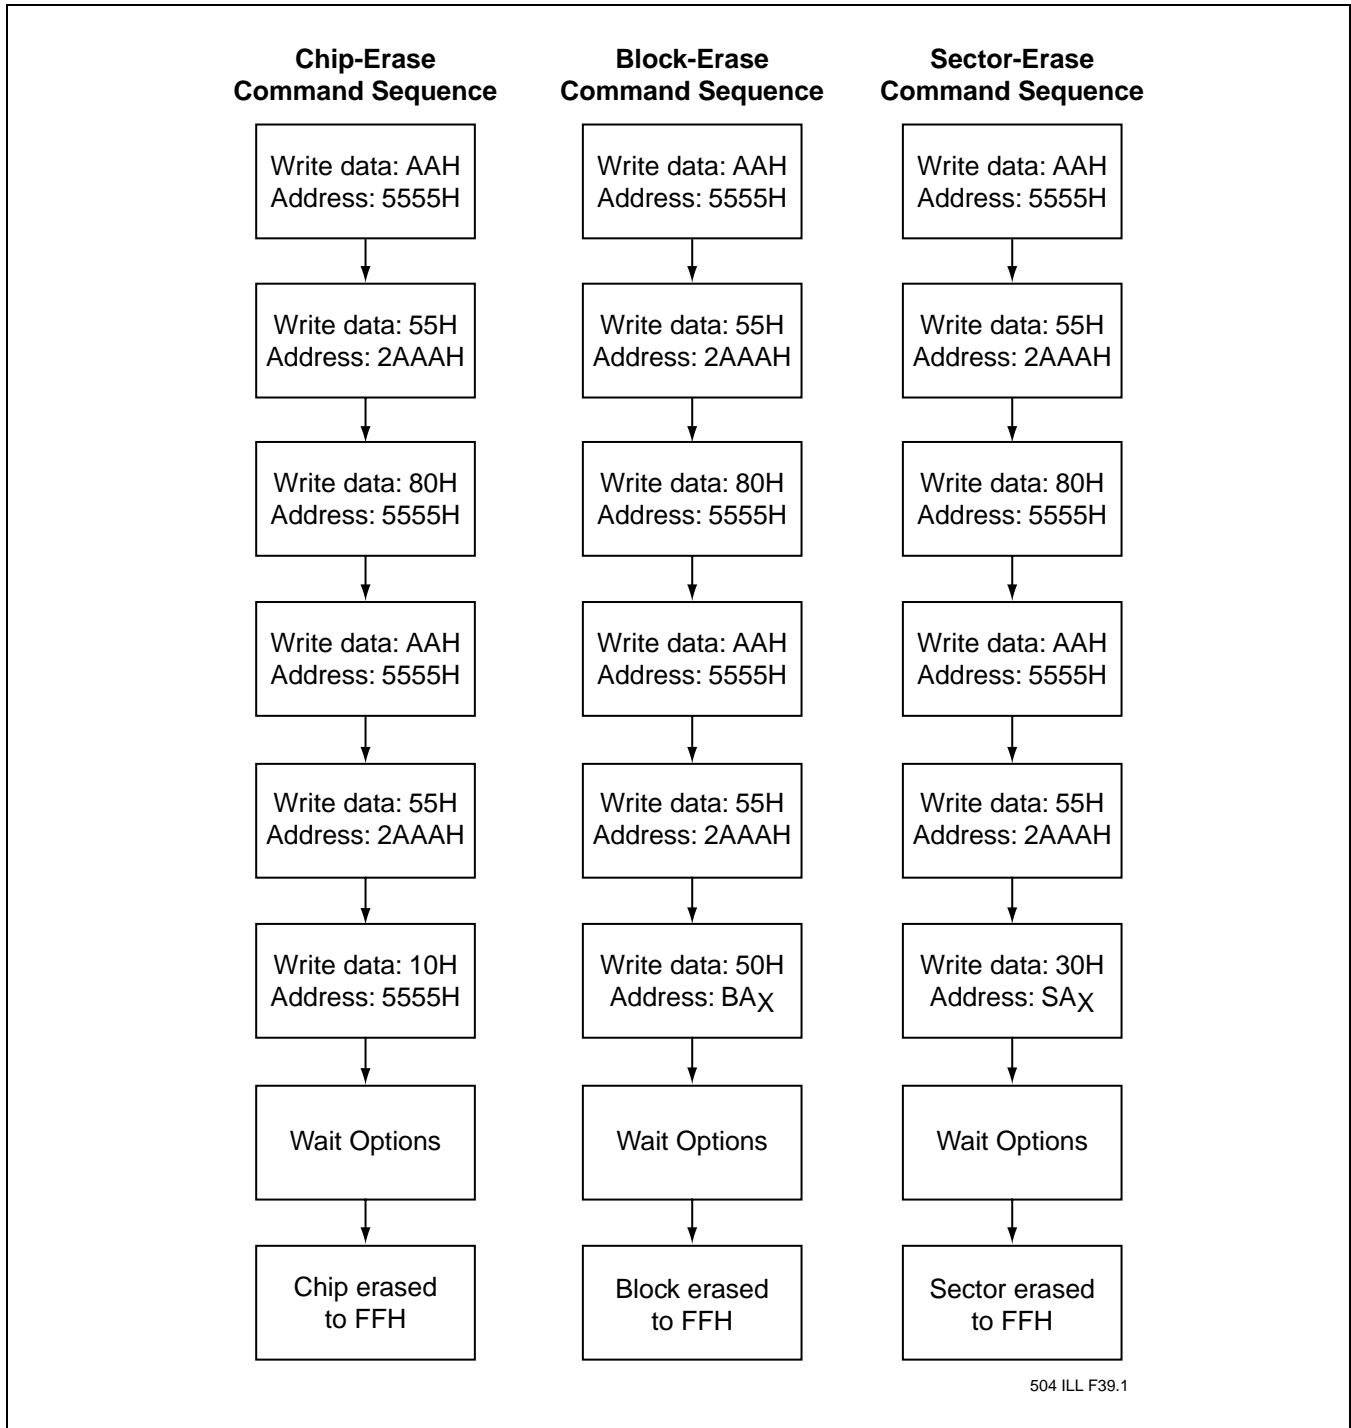 Chip-Erase
Command Sequence
Write data: AAH
Address: 5555H
Write data: 55H
Address: 2AAAH
Write data: 80H
Address: 5555H
Write data: AAH
Address: 5555H
Write data: 55H
Address: 2AAAH
Write data: 10H
Address: 5555H
Wait Options
Chip erased
to FFH
Block-Erase
Command Sequence
Write data: AAH
Address: 5555H
Write data: 55H
Address: 2AAAH
Write data: 80H
Address: 5555H
Write data: AAH
Address: 5555H
Write data: 55H
Address: 2AAAH
Write data: 50H
Address: BAX
Wait Options
Block erased
to FFH
Sector-Erase
Command Sequence
Write data: AAH
Address: 5555H
Write data: 55H
Address: 2AAAH
Write data: 80H
Address: 5555H
Write data: AAH
Address: 5555H
Write data: 55H
Address: 2AAAH
Write data: 30H
Address: SAX
Wait Options
Sector erased
to FFH
504 ILL F39.1